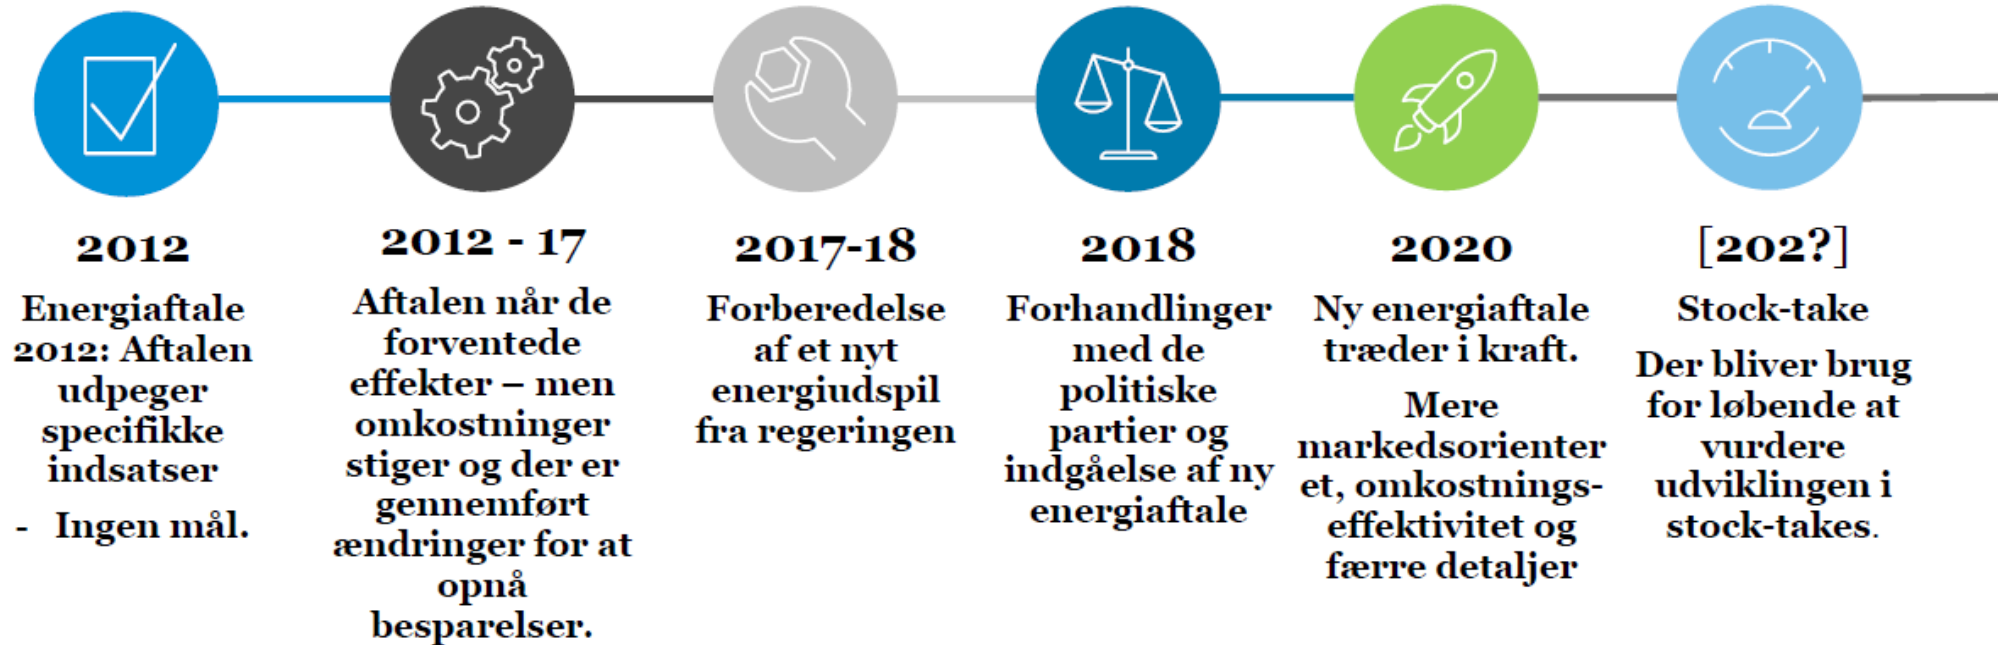 2012
Energiaftale
2012: Aftalen
udpeger
specifikke
indsatser
- Ingen mål.
2012 - 17
Aftalen når de
forventede
effekter – men
omkostninger
stiger og der er
gennemført
ændringer for at
opnå
besparelser.
2017-18
Forberedelse
af et nyt
energiudspil
fra regeringen
2018
Forhandlinger
med de
politiske
partier og
indgåelse af ny
energiaftale
2020
Ny energiaftale
træder i kraft.
Mere
markedsorienter
et, omkostnings-
effektivitet og
færre detaljer
[202?]
Stock-take
Der bliver brug
for løbende at
vurdere
udviklingen i
stock-takes.